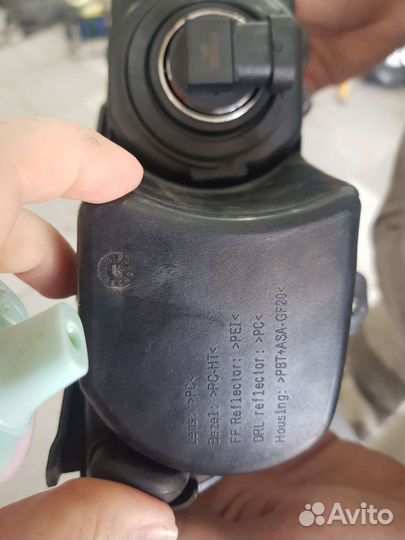 Lens: >PC<
Bezel: >PC-HT<
FF Reflector: >PEI<
DRL reflector: >PC<
Housing: >PBT+ASA-GF20<
Avito